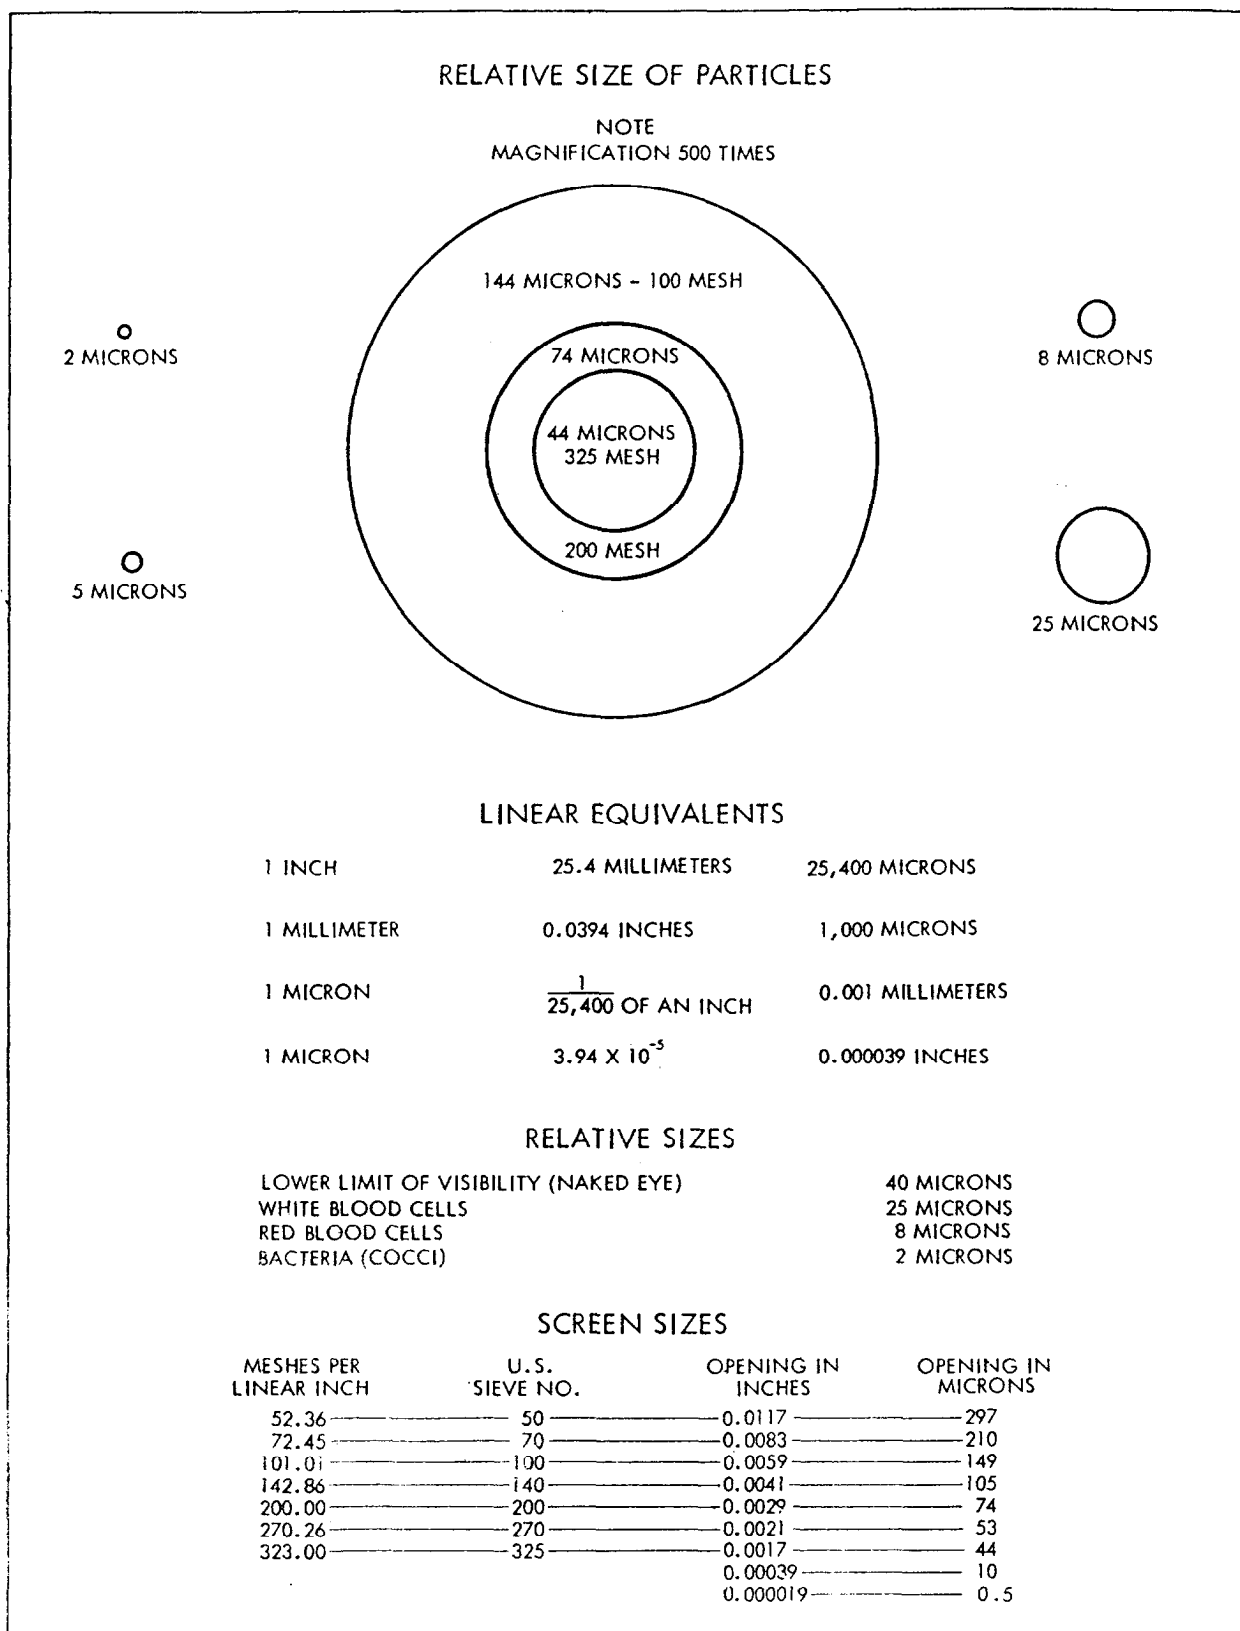 RELATIVE SIZE OF PARTICLES
NOTE
MAGNIFICATION 500 TIMES
144 MICRONS - 100 MESH
2 MICRONS
74 MICRONS
8 MICRONS
44 MICRONS
325 MESH
200 MESH
5 MICRONS
25 MICRONS
LINEAR EQUIVALENTS
1 INCH 25.4 MILLIMETERS 25,400 MICRONS
1 MILLIMETER 0.0394 INCHES 1,000 MICRONS
1 MICRON 1/25,400 OF AN INCH 0.001 MILLIMETERS
1 MICRON 3.94 X 10⁻⁵ 0.000039 INCHES
RELATIVE SIZES
LOWER LIMIT OF VISIBILITY (NAKED EYE) 40 MICRONS
WHITE BLOOD CELLS 25 MICRONS
RED BLOOD CELLS 8 MICRONS
BACTERIA (COCCI) 2 MICRONS
SCREEN SIZES
MESHES PER U.S. OPENING IN OPENING IN
LINEAR INCH SIEVE NO. INCHES MICRONS
52.36 50 0.0117 297
72.45 70 0.0083 210
101.01 100 0.0059 149
142.86 140 0.0041 105
200.00 200 0.0029 74
270.26 270 0.0021 53
323.00 325 0.0017 44
0.00039 10
0.000019 0.5